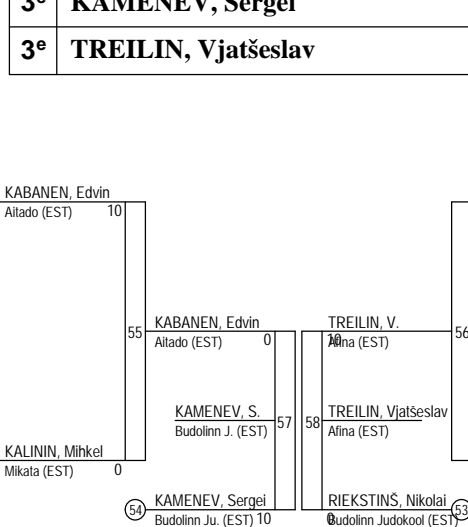 3e KAMENEV, Sergei
3e TREILIN, Vjatšeslav
KABANEN, Edvin
Aitado (EST) 10
55
KABANEN, Edvin
Aitado (EST) 0
TREILIN, V.
Afina (EST) 10
56
KAMENEV, S.
Budolinn J. (EST)
57
58
TREILIN, Vjatšeslav
Afina (EST)
KALININ, Mihkel
Mikata (EST) 0
54
KAMENEV, Sergei
Budolinn Ju. (EST) 10
RIEKSTINŠ, Nikolai
Budolinn Judokool (EST) 0
53